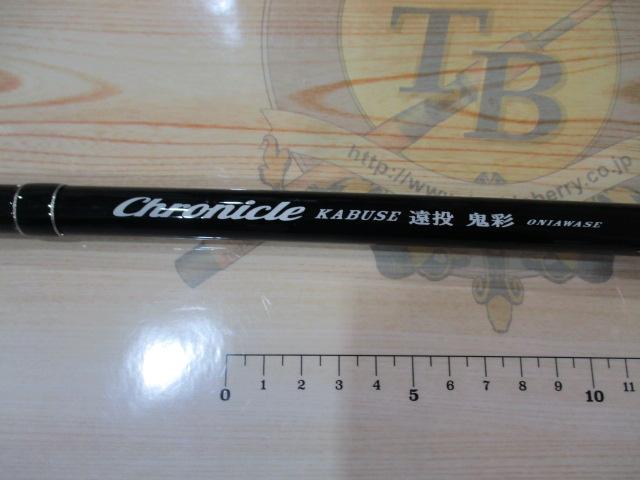 TB
http://www.
berry.co.jp
Chronicle KABUSE 遠投 鬼彩 ONIAWASE
0 1 2 3 4 5 6 7 8 9 10 11